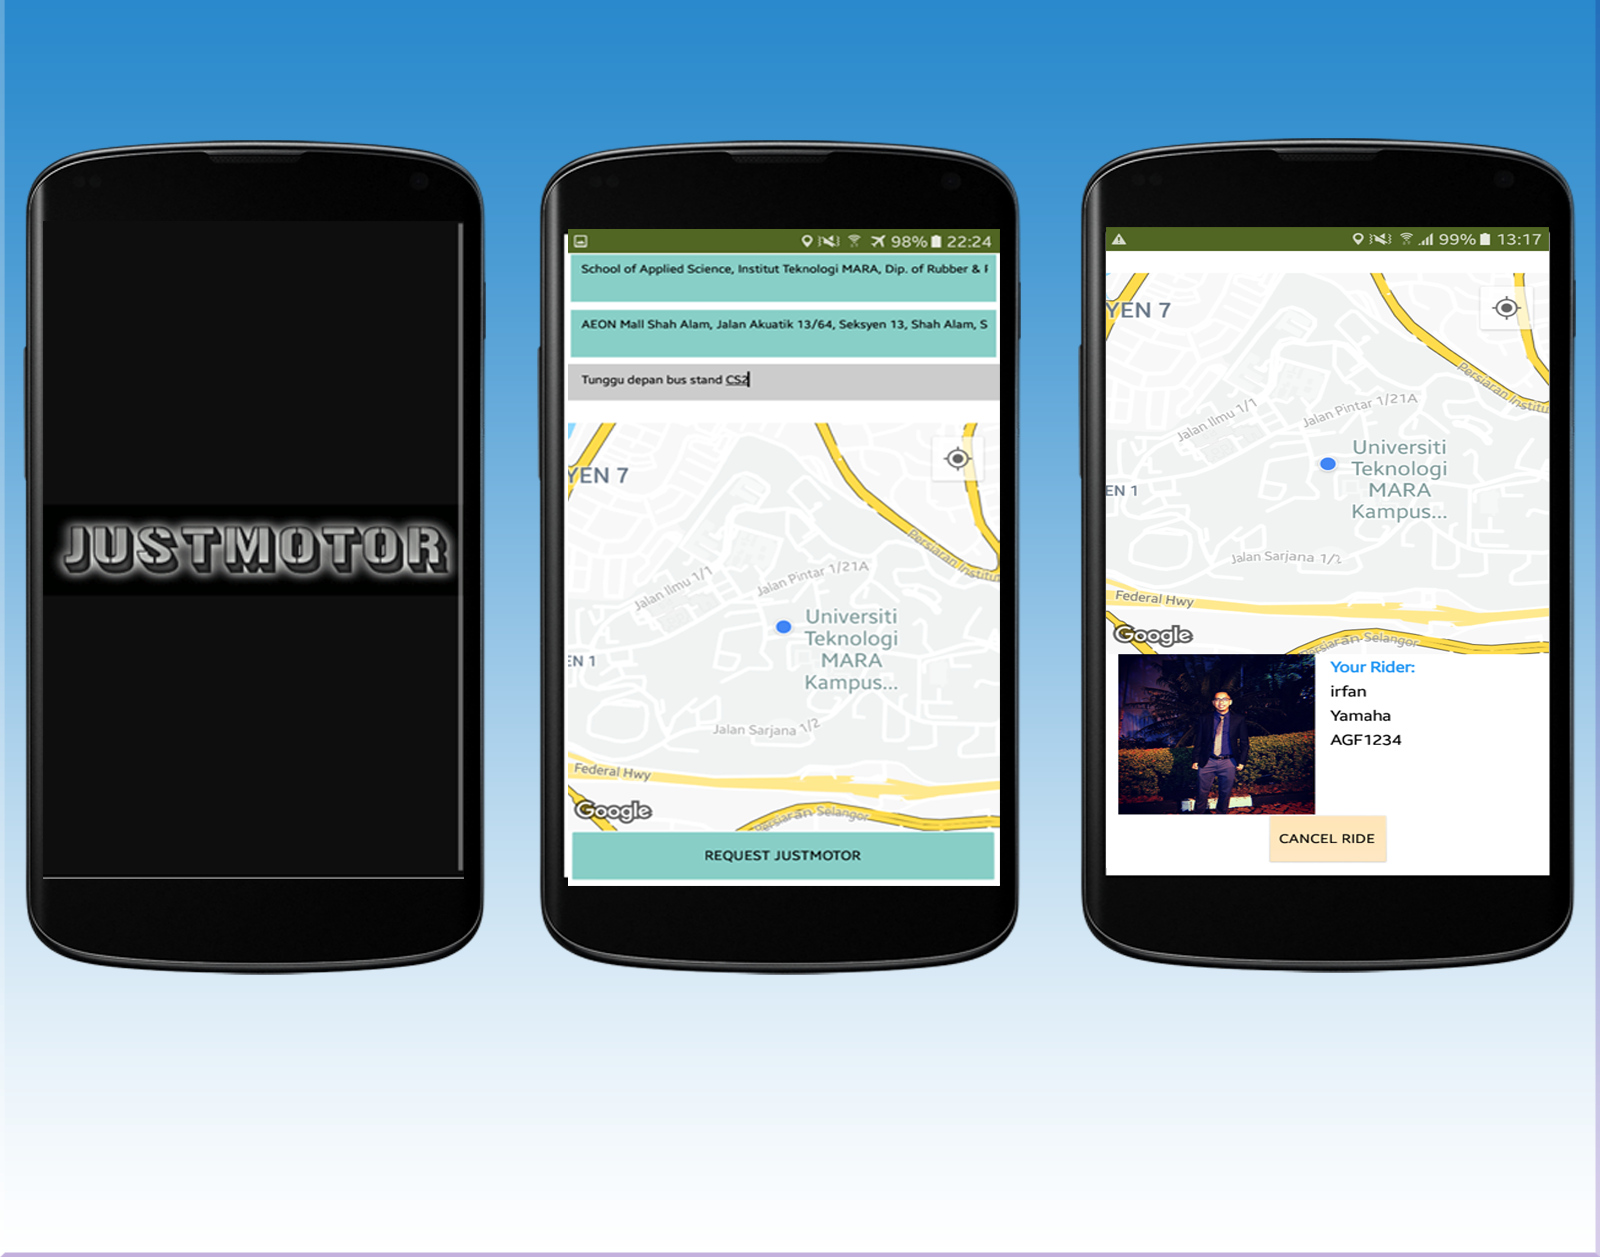 JUSTMOTOR
98% 22:24
School of Applied Science, Institut Teknologi MARA, Dip. of Rubber &
AEON Mall Shah Alam, Jalan Akuatik 13/64, Seksyen 13, Shah Alam, S
Tunggu depan bus stand CS2
YEN 7
Persiaran Institu
Jalan Ilmu 1/1
Jalan Pintar 1/21A
Universiti
Teknologi
MARA
Kampus...
EN 1
Jalan Sarjana 1/2
Federal Hwy
Google
Persiaran Selangor
REQUEST JUSTMOTOR
99% 13:17
YEN 7
Persiaran Institu
Jalan Ilmu 1/1
Jalan Pintar 1/21A
Universiti
Teknologi
MARA
Kampus...
EN 1
Jalan Sarjana 1/2
Federal Hwy
Google
Persiaran Selangor
Your Rider:
irfan
Yamaha
AGF1234
CANCEL RIDE